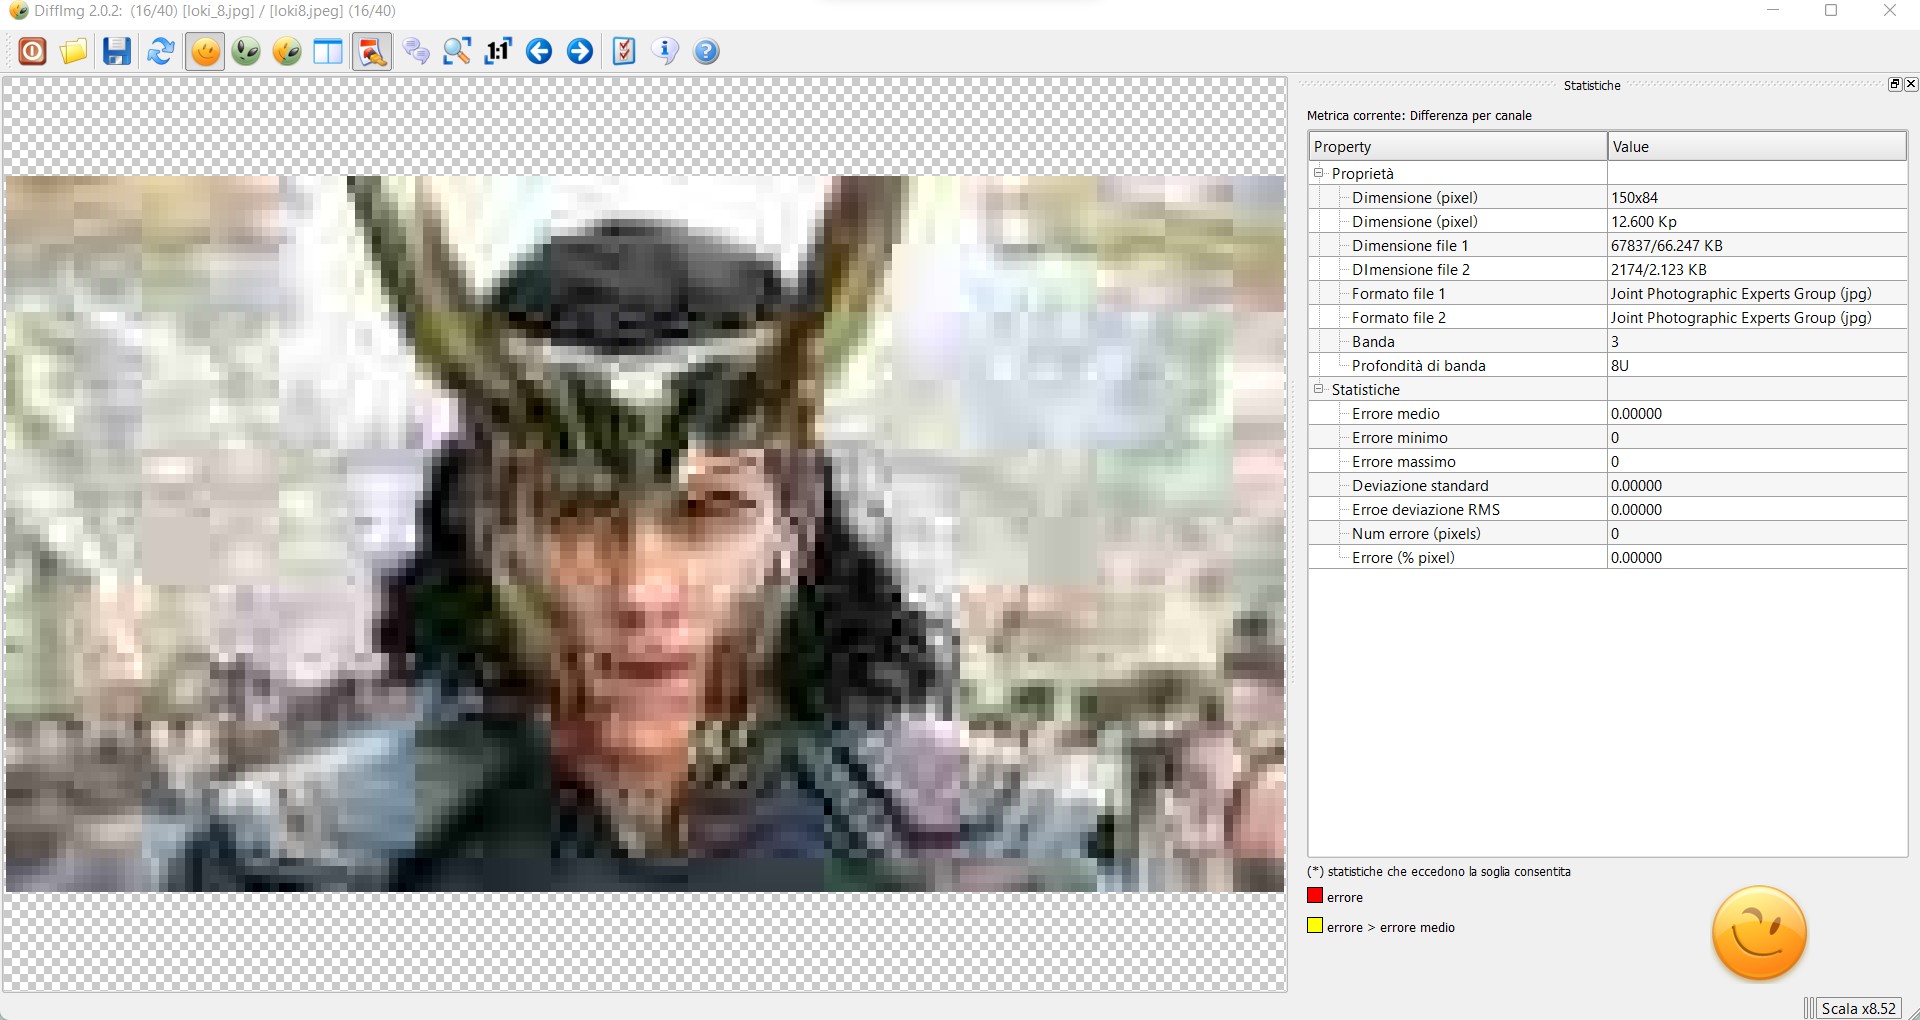 DiffImg 2.0.2: (16/40) [loki_8.jpg] / [loki8.jpeg] (16/40)
1:1
Statistiche
Metrica corrente: Differenza per canale
Property Value
Proprietà
Dimensione (pixel) 150x84
Dimensione (pixel) 12.600 Kp
Dimensione file 1 67837/66.247 KB
DImensione file 2 2174/2.123 KB
Formato file 1 Joint Photographic Experts Group (jpg)
Formato file 2 Joint Photographic Experts Group (jpg)
Banda 3
Profondità di banda 8U
Statistiche
Errore medio 0.00000
Errore minimo 0
Errore massimo 0
Deviazione standard 0.00000
Erroe deviazione RMS 0.00000
Num errore (pixels) 0
Errore (% pixel) 0.00000
(*) statistiche che eccedono la soglia consentita
errore
errore > errore medio
Scala x8.52